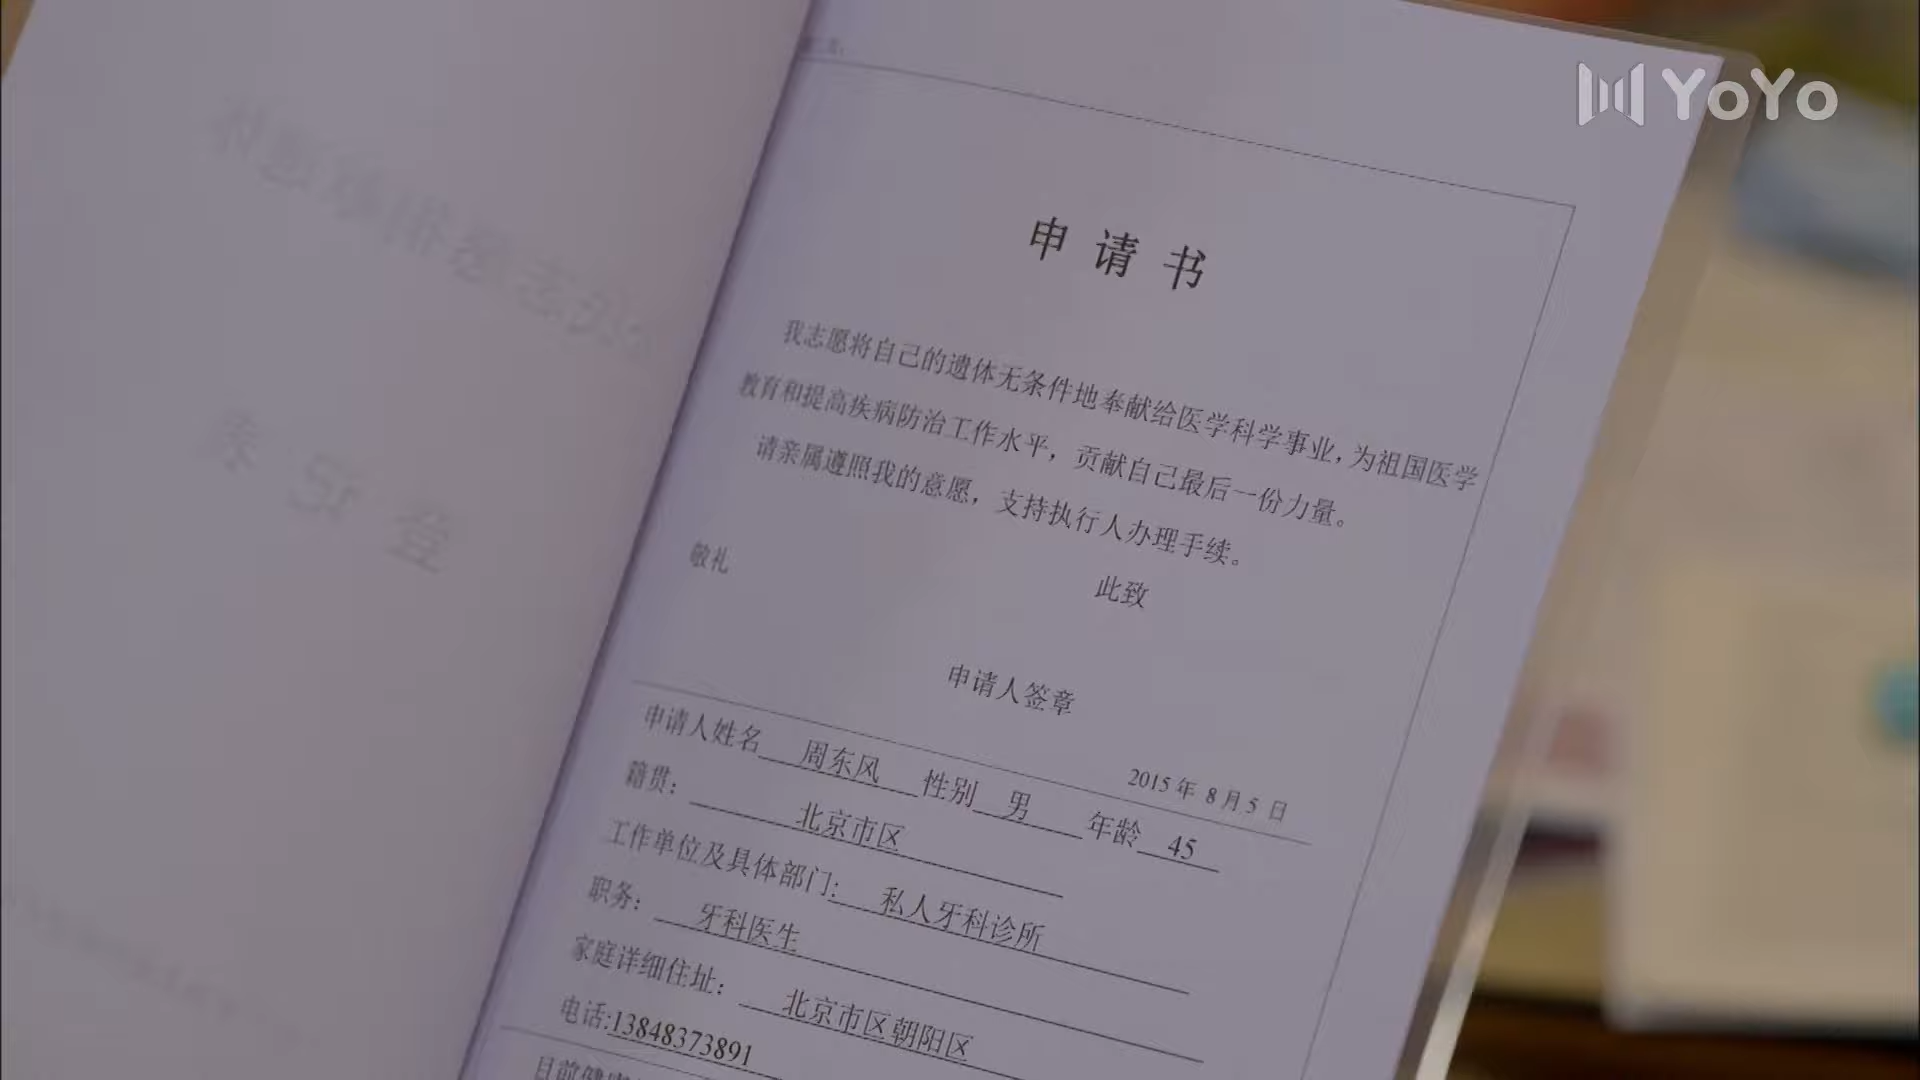 YoYo
申请书
我志愿将自己的遗体无条件地奉献给医学科学事业，为祖国医学
教育和提高疾病防治工作水平，贡献自己最后一份力量。
请亲属遵照我的意愿，支持执行人办理手续。
此致
敬礼
申请人签章
2015年8月5日
申请人姓名 周东风 性别 男 年龄 45
籍贯： 北京市区
工作单位及具体部门： 私人牙科诊所
职务： 牙科医生
家庭详细住址： 北京市区朝阳区
电话:13848373891
目前健康